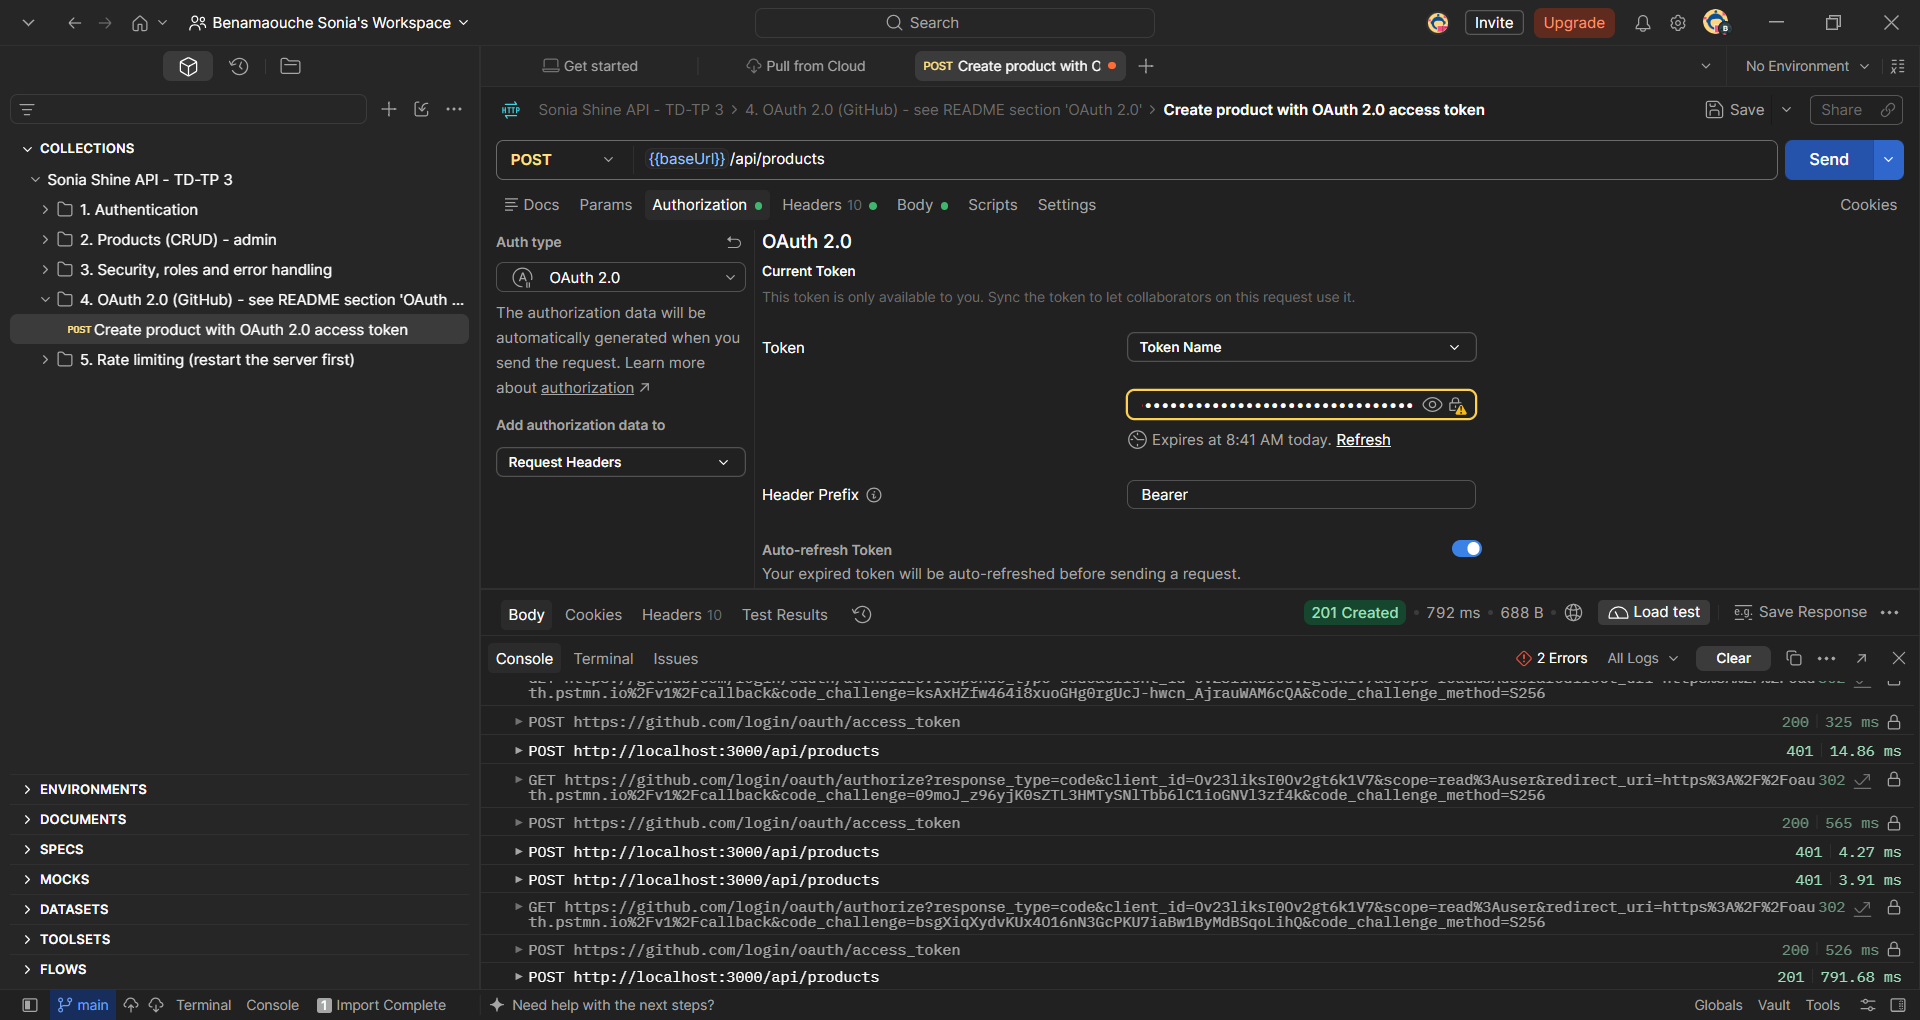 Benamaouche Sonia's Workspace
Search
Invite
Upgrade
Get started
Pull from Cloud
POST Create product with C
No Environment
COLLECTIONS
Sonia Shine API - TD-TP 3
1. Authentication
2. Products (CRUD) - admin
3. Security, roles and error handling
4. OAuth 2.0 (GitHub) - see README section 'OAuth ...
POST Create product with OAuth 2.0 access token
5. Rate limiting (restart the server first)
ENVIRONMENTS
DOCUMENTS
SPECS
MOCKS
DATASETS
TOOLSETS
FLOWS
HTTP Sonia Shine API - TD-TP 3 > 4. OAuth 2.0 (GitHub) - see README section 'OAuth 2.0' > Create product with OAuth 2.0 access token
Save
Share
POST
{{baseUrl}} /api/products
Send
Docs Params Authorization Headers 10 Body Scripts Settings
Cookies
Auth type
OAuth 2.0
The authorization data will be
automatically generated when you
send the request. Learn more
about authorization ↗
Add authorization data to
Request Headers
OAuth 2.0
Current Token
This token is only available to you. Sync the token to let collaborators on this request use it.
Token
Token Name
Expires at 8:41 AM today. Refresh
Header Prefix
Bearer
Auto-refresh Token
Your expired token will be auto-refreshed before sending a request.
Body Cookies Headers 10 Test Results
201 Created • 792 ms • 688 B
Load test
e.g. Save Response
Console Terminal Issues
2 Errors
All Logs
Clear
th.pstmn.io%2Fv1%2Fcallback&code_challenge=ksAxHZfw464i8xuoGHg0rgUcJ-hwcn_AjrauWAM6cQA&code_challenge_method=S256
POST https://github.com/login/oauth/access_token 200 325 ms
POST http://localhost:3000/api/products 401 14.86 ms
GET https://github.com/login/oauth/authorize?response_type=code&client_id=Ov23liksI0Ov2gt6k1V7&scope=read%3Auser&redirect_uri=https%3A%2F%2Foau 302
th.pstmn.io%2Fv1%2Fcallback&code_challenge=09moJ_z96yjK0sZTL3HMTySNlTbb6lC1ioGNVl3zf4k&code_challenge_method=S256
POST https://github.com/login/oauth/access_token 200 565 ms
POST http://localhost:3000/api/products 401 4.27 ms
POST http://localhost:3000/api/products 401 3.91 ms
GET https://github.com/login/oauth/authorize?response_type=code&client_id=Ov23liksI0Ov2gt6k1V7&scope=read%3Auser&redirect_uri=https%3A%2F%2Foau 302
th.pstmn.io%2Fv1%2Fcallback&code_challenge=bsgXiqXydvKUx4O16nN3GcPKU7iaBw1ByMdBSqoLihQ&code_challenge_method=S256
POST https://github.com/login/oauth/access_token 200 526 ms
POST http://localhost:3000/api/products 201 791.68 ms
main
Terminal
Console
1 Import Complete
Need help with the next steps?
Globals
Vault
Tools